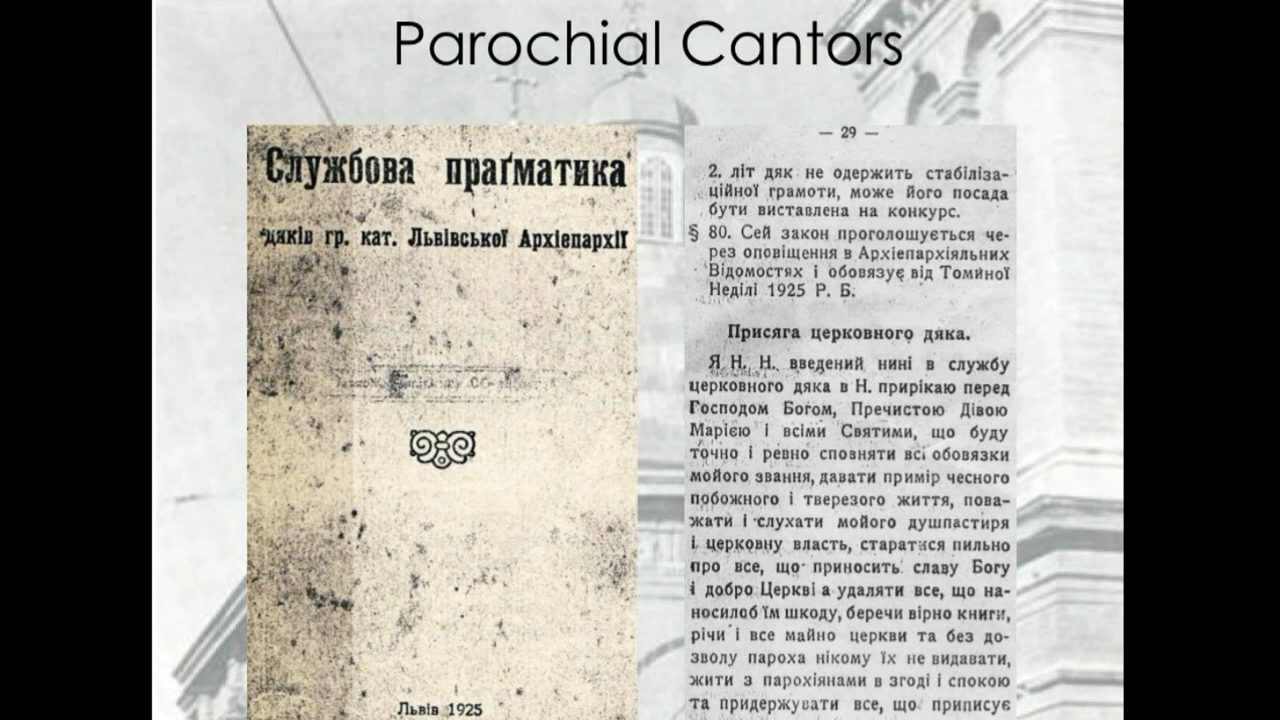 Parochial Cantors
Службова праґматика
дяків гр. кат. Львівської Архіепархії
Львів 1925
— 29 —
2. літ дяк не одержить стабіліза-
ційної грамоти, може його посада
бути виставлена на конкурс.
§ 80. Сей закон проголошується че-
рез оповіщення в Архіепархіяльних
Відомостях і обовязує від Томиної
Неділі 1925 Р. Б.
Присяга церковного дяка.
Я Н. Н. введений нині в службу
церковного дяка в Н. прирікаю перед
Господом Богом, Пречистою Дівою
Марією і всіми Святими, що буду
точно і ревно сповняти всі обовязки
мойого звання, давати примір чесного
побожного і тверезого життя, пова-
жати і слухати мойого душпастиря
і церковну власть, старатися пильно
про все, що приносить славу Богу
і добро Церкві а удаляти все, що на-
носилоб їм шкоду, беречи вірно книги,
річи і все майно церкви та без до-
зволу пароха нікому їх не видавати,
жити з парохіянами в згоді і спокою
та придержувати все, що приписує